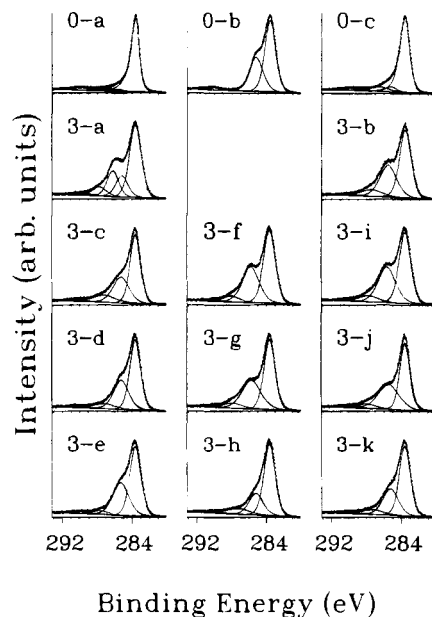 0-a 0-b 0-c
3-a 3-b
3-c 3-f 3-i
3-d 3-g 3-j
3-e 3-h 3-k
Intensity (arb. units)
292 284 292 284 292 284
Binding Energy (eV)